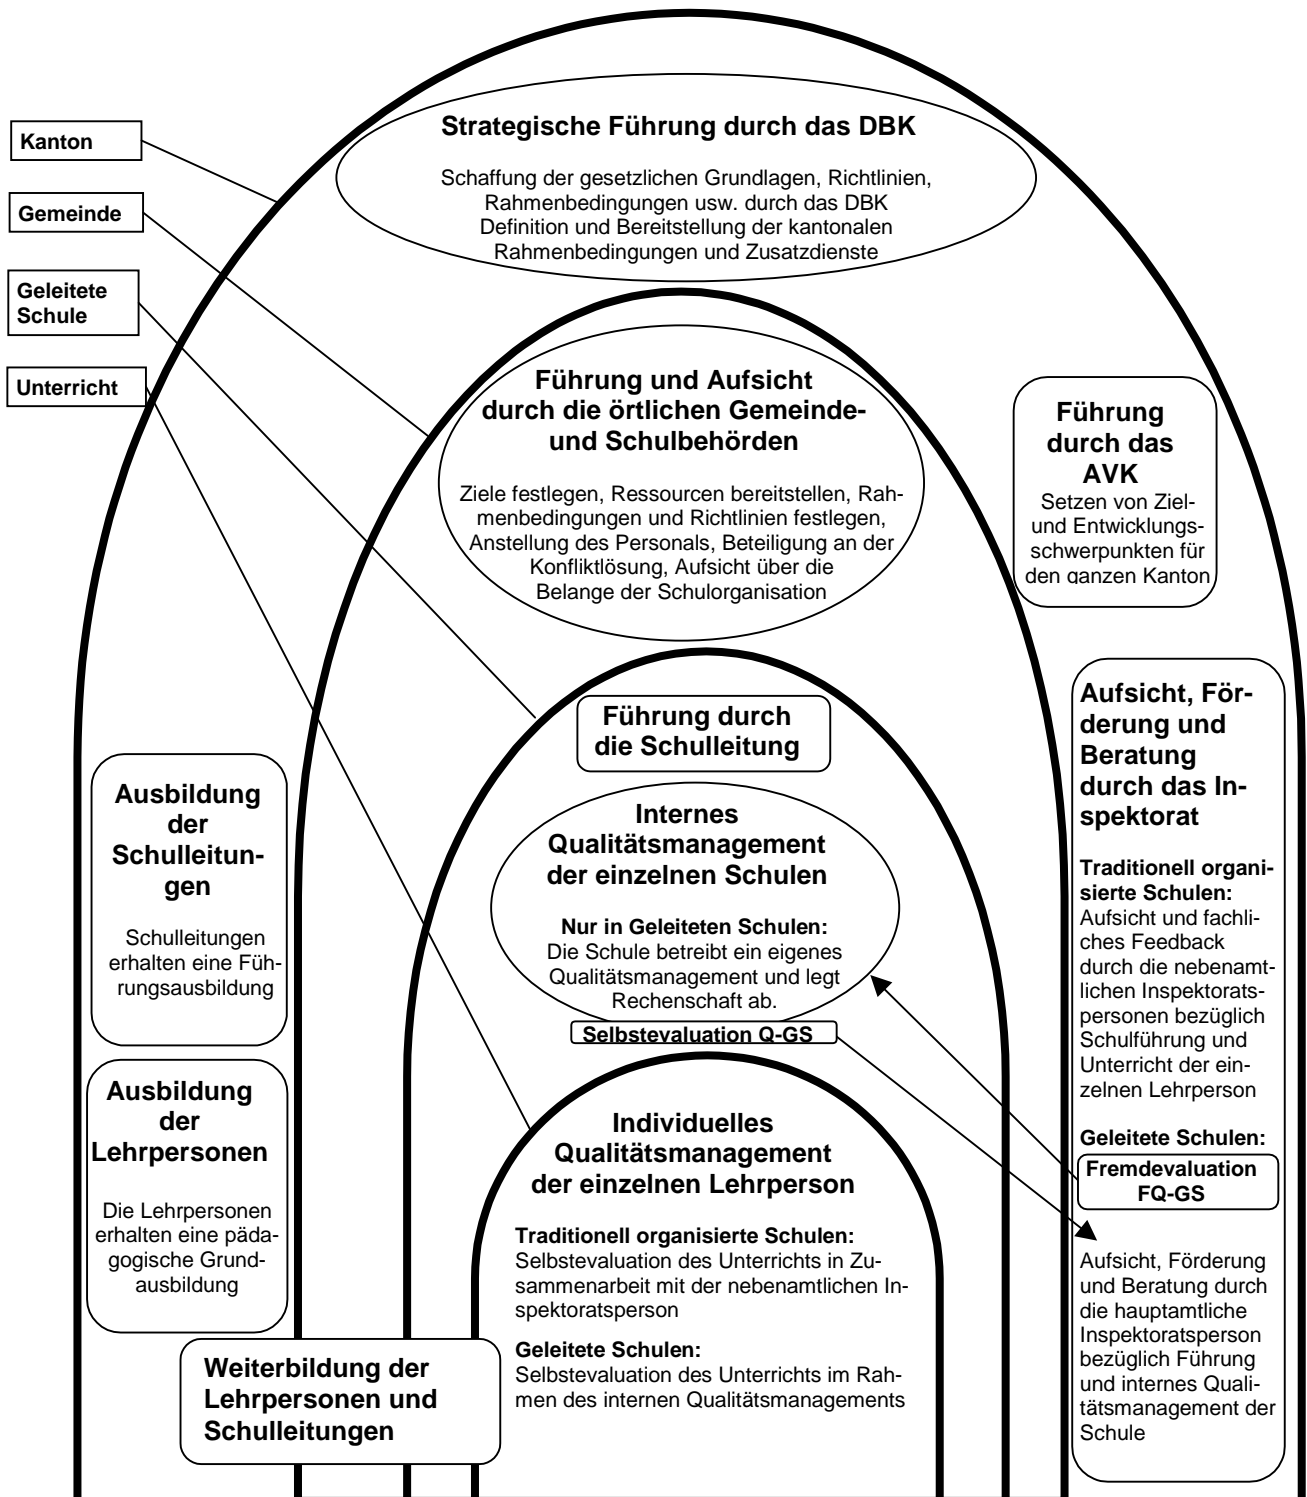 Kanton
Gemeinde
Geleitete
Schule
Unterricht
Strategische Führung durch das DBK
Schaffung der gesetzlichen Grundlagen, Richtlinien,
Rahmenbedingungen usw. durch das DBK
Definition und Bereitstellung der kantonalen
Rahmenbedingungen und Zusatzdienste
Führung und Aufsicht
durch die örtlichen Gemeinde-
und Schulbehörden
Ziele festlegen, Ressourcen bereitstellen, Rah-
menbedingungen und Richtlinien festlegen,
Anstellung des Personals, Beteiligung an der
Konfliktlösung, Aufsicht über die
Belange der Schulorganisation
Führung
durch das
AVK
Setzen von Ziel-
und Entwicklungs-
schwerpunkten für
den ganzen Kanton
Führung durch
die Schulleitung
Internes
Qualitätsmanagement
der einzelnen Schulen
Nur in Geleiteten Schulen:
Die Schule betreibt ein eigenes
Qualitätsmanagement und legt
Rechenschaft ab.
Selbstevaluation Q-GS
Ausbildung
der
Schulleitun-
gen
Schulleitungen
erhalten eine Füh-
rungsausbildung
Ausbildung
der
Lehrpersonen
Die Lehrpersonen
erhalten eine päda-
gogische Grund-
ausbildung
Weiterbildung der
Lehrpersonen und
Schulleitungen
Individuelles
Qualitätsmanagement
der einzelnen Lehrperson
Traditionell organisierte Schulen:
Selbstevaluation des Unterrichts in Zu-
sammenarbeit mit der nebenamtlichen In-
spektoratsperson
Geleitete Schulen:
Selbstevaluation des Unterrichts im Rah-
men des internen Qualitätsmanagements
Aufsicht, För-
derung und
Beratung
durch das In-
spektorat
Traditionell organi-
sierte Schulen:
Aufsicht und fachli-
ches Feedback
durch die nebenamt-
lichen Inspektorats-
personen bezüglich
Schulführung und
Unterricht der ein-
zelnen Lehrperson
Geleitete Schulen:
Fremdevaluation
FQ-GS
Aufsicht, Förderung
und Beratung durch
die hauptamtliche
Inspektoratsperson
bezüglich Führung
und internes Quali-
tätsmanagement der
Schule